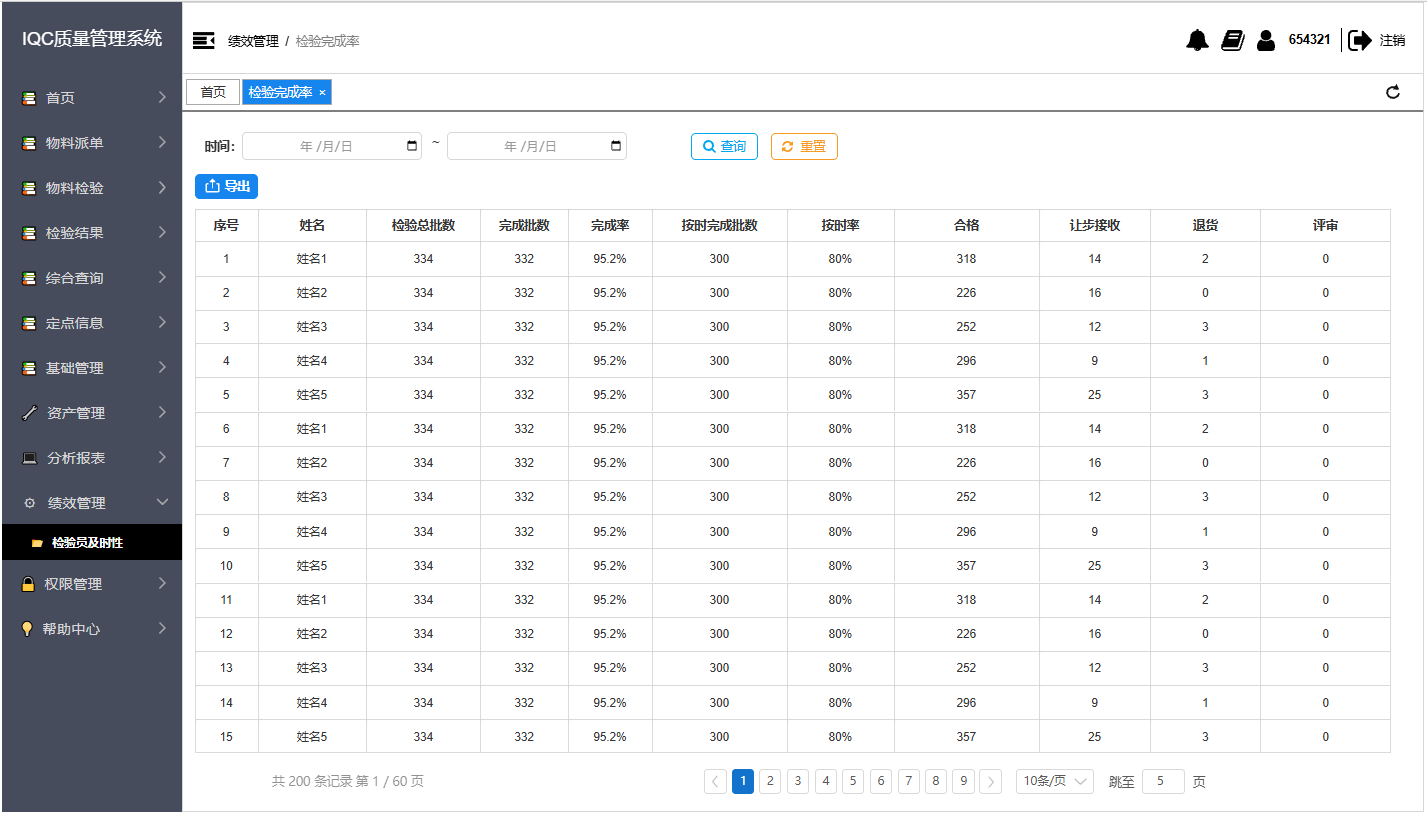 IQC质量管理系统
绩效管理 / 检验完成率
654321
注销
首页
物料派单
物料检验
检验结果
综合查询
定点信息
基础管理
资产管理
分析报表
绩效管理
检验员及时性
权限管理
帮助中心
首页 检验完成率 ×
时间: 年 /月/日 ~ 年 /月/日 查询 重置
导出
序号 姓名 检验总批数 完成批数 完成率 按时完成批数 按时率 合格 让步接收 退货 评审
1 姓名1 334 332 95.2% 300 80% 318 14 2 0
2 姓名2 334 332 95.2% 300 80% 226 16 0 0
3 姓名3 334 332 95.2% 300 80% 252 12 3 0
4 姓名4 334 332 95.2% 300 80% 296 9 1 0
5 姓名5 334 332 95.2% 300 80% 357 25 3 0
6 姓名1 334 332 95.2% 300 80% 318 14 2 0
7 姓名2 334 332 95.2% 300 80% 226 16 0 0
8 姓名3 334 332 95.2% 300 80% 252 12 3 0
9 姓名4 334 332 95.2% 300 80% 296 9 1 0
10 姓名5 334 332 95.2% 300 80% 357 25 3 0
11 姓名1 334 332 95.2% 300 80% 318 14 2 0
12 姓名2 334 332 95.2% 300 80% 226 16 0 0
13 姓名3 334 332 95.2% 300 80% 252 12 3 0
14 姓名4 334 332 95.2% 300 80% 296 9 1 0
15 姓名5 334 332 95.2% 300 80% 357 25 3 0
共 200 条记录 第 1 / 60 页 1 2 3 4 5 6 7 8 9 10条/页 跳至 5 页